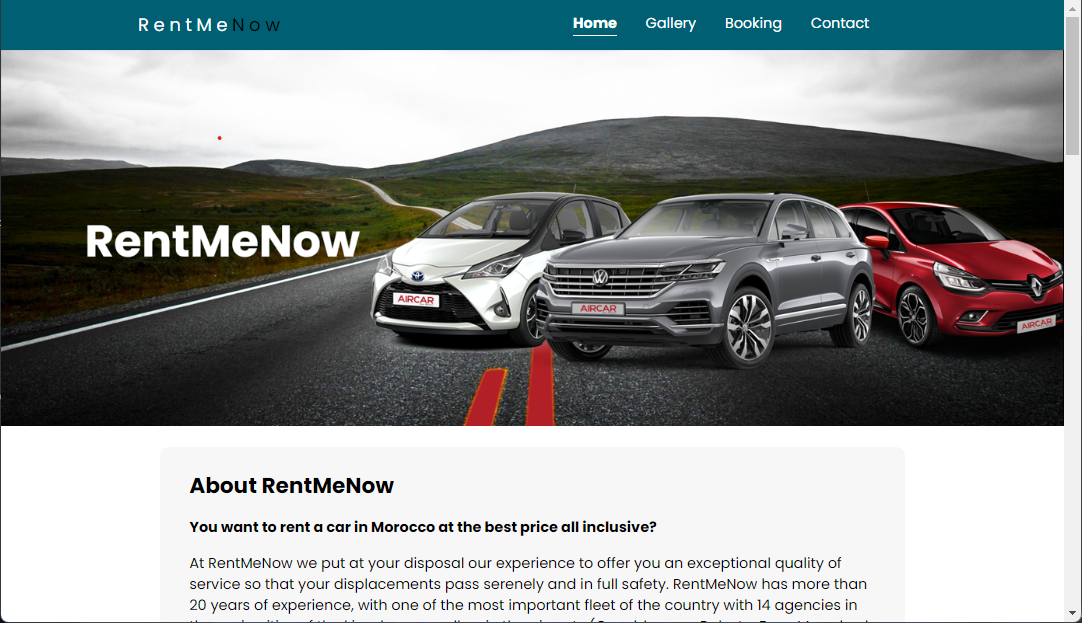 RentMeNow
Home Gallery Booking Contact
RentMeNow
AIRCAR
AIRCAR
AIRCAR
About RentMeNow
You want to rent a car in Morocco at the best price all inclusive?
At RentMeNow we put at your disposal our experience to offer you an exceptional quality of
service so that your displacements pass serenely and in full safety. RentMeNow has more than
20 years of experience, with one of the most important fleet of the country with 14 agencies in